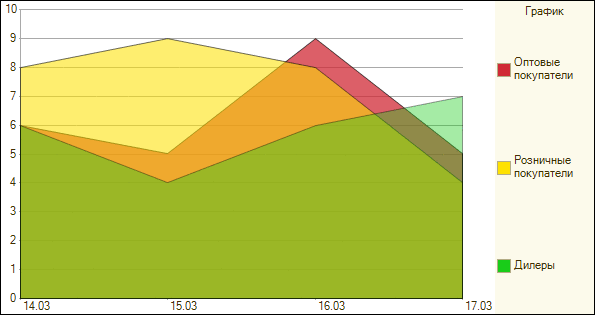 10
9
8
7
6
5
4
3
2
1
0
14.03
15.03
16.03
17.03
График
Оптовые
покупатели
Розничные
покупатели
Дилеры